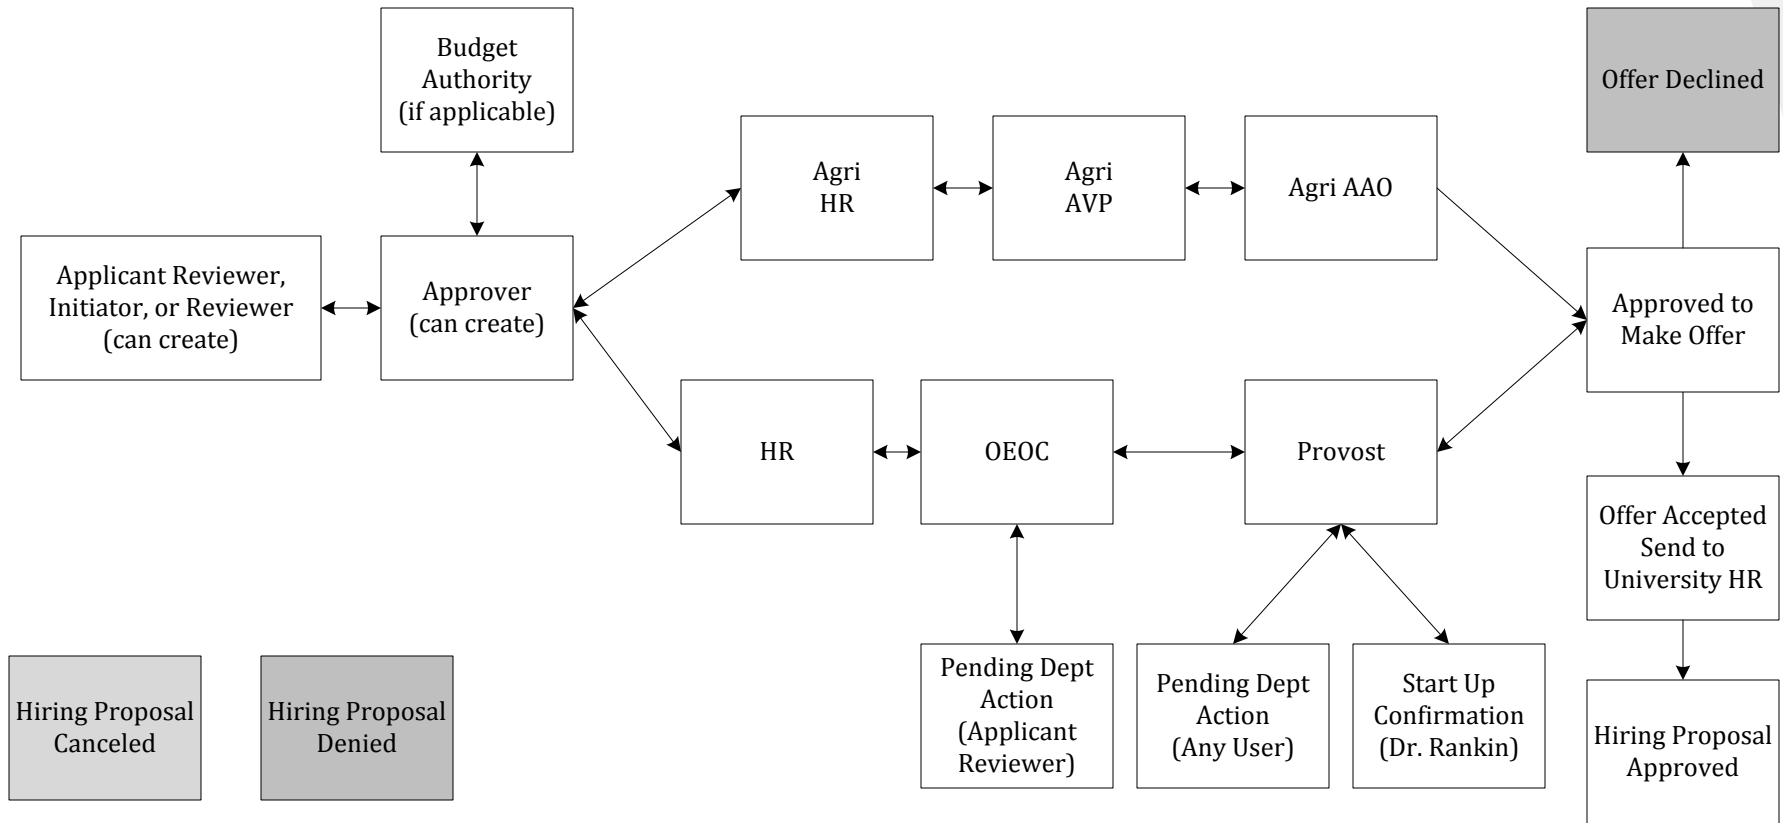 Budget
Authority
(if applicable)
Offer Declined
Agri
HR
Agri
AVP
Agri AAO
Applicant Reviewer,
Initiator, or Reviewer
(can create)
Approver
(can create)
Approved to
Make Offer
HR
OEOC
Provost
Offer Accepted
Send to
University HR
Pending Dept
Action
(Applicant
Reviewer)
Pending Dept
Action
(Any User)
Start Up
Confirmation
(Dr. Rankin)
Hiring Proposal
Canceled
Hiring Proposal
Denied
Hiring Proposal
Approved